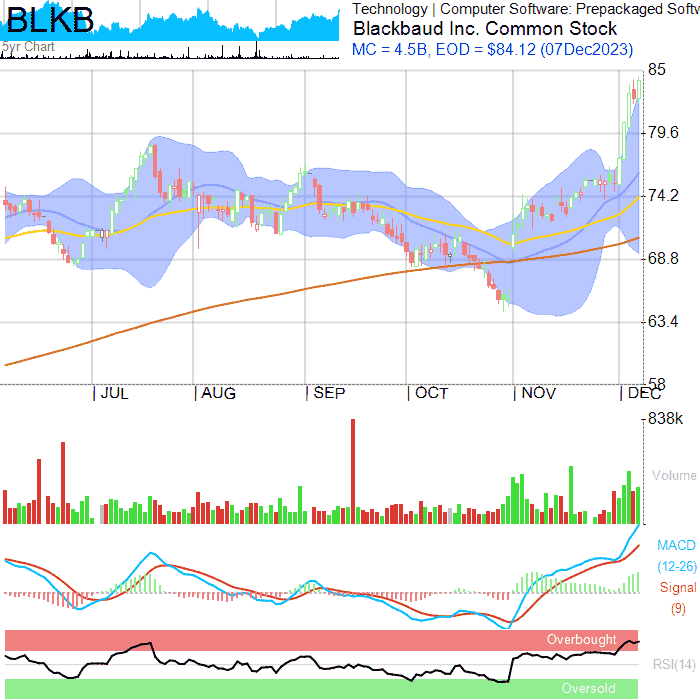 BLKB
5yr Chart
Technology | Computer Software: Prepackaged Softw
Blackbaud Inc. Common Stock
MC = 4.5B, EOD = $84.12 (07Dec2023)
85
79.6
74.2
68.8
63.4
58
JUL AUG SEP OCT NOV DEC
838k
Volume
MACD
(12-26)
Signal
(9)
Overbought
RSI(14)
Oversold